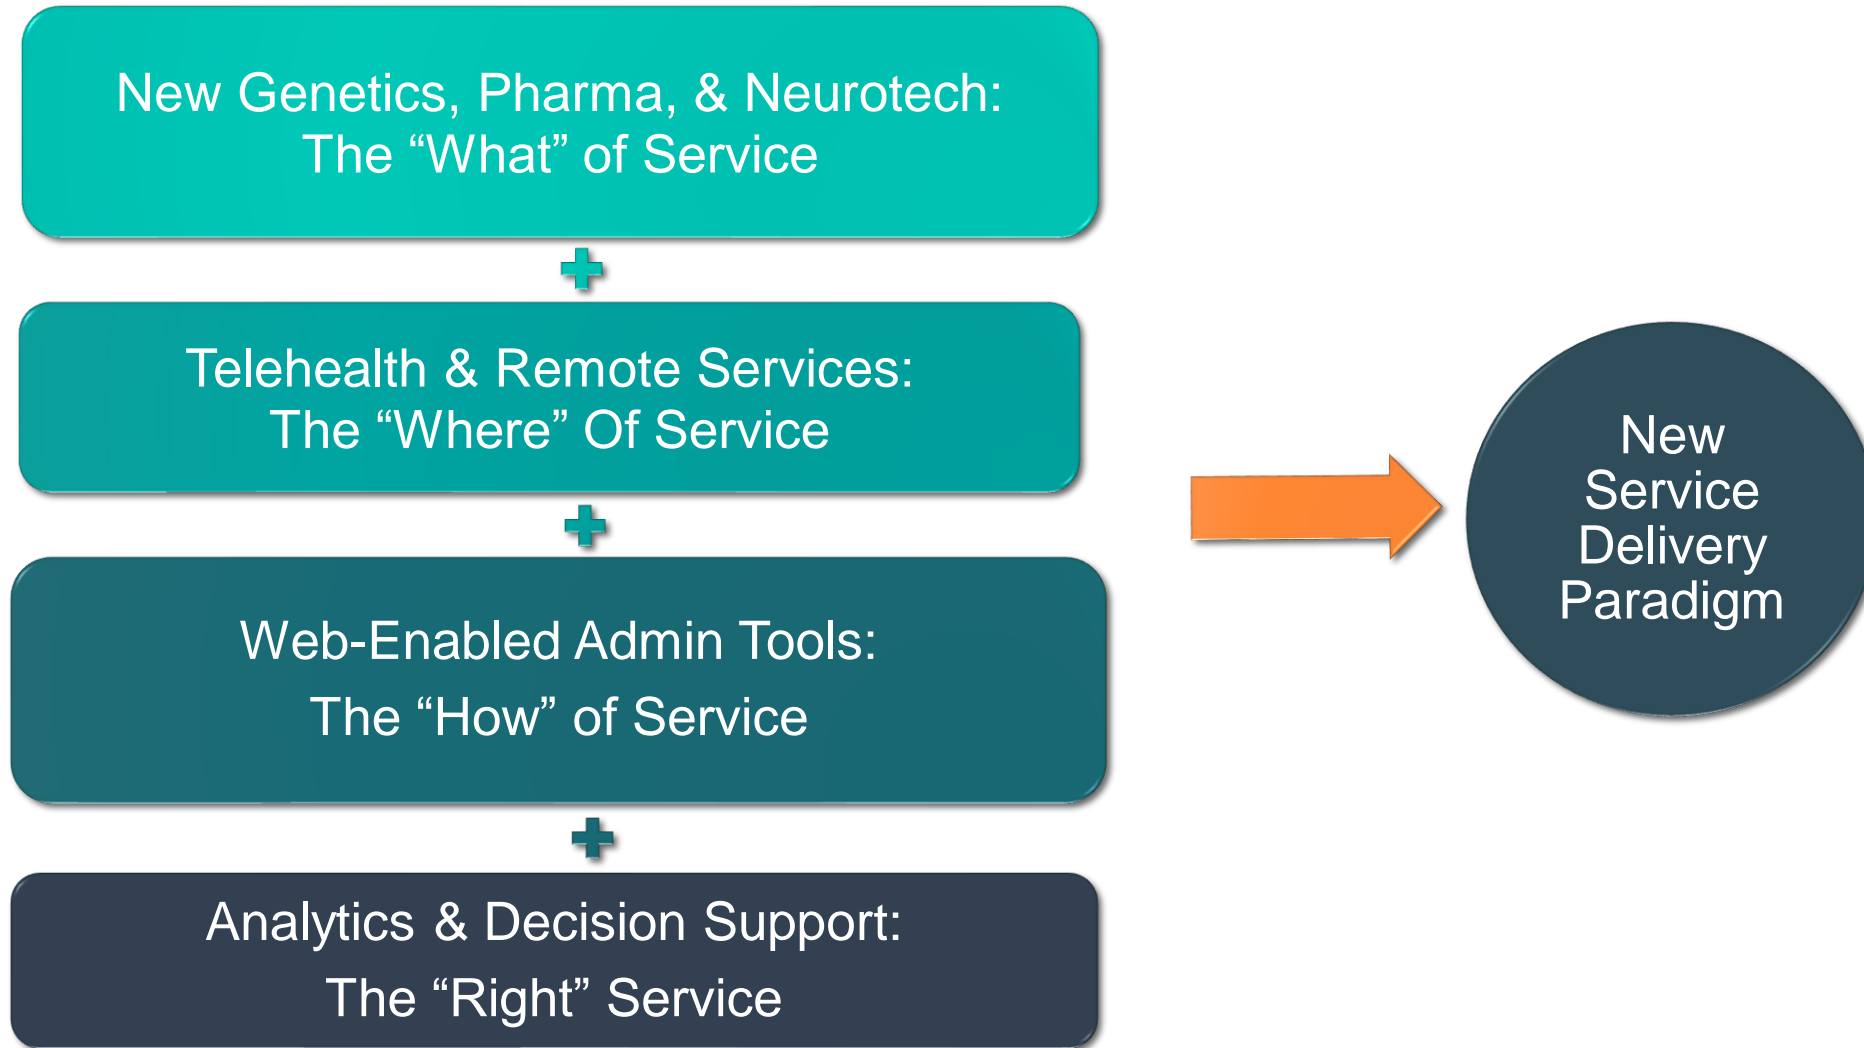 New Genetics, Pharma, & Neurotech:
The “What” of Service
Telehealth & Remote Services:
The “Where” Of Service
Web-Enabled Admin Tools:
The “How” of Service
Analytics & Decision Support:
The “Right” Service
New
Service
Delivery
Paradigm